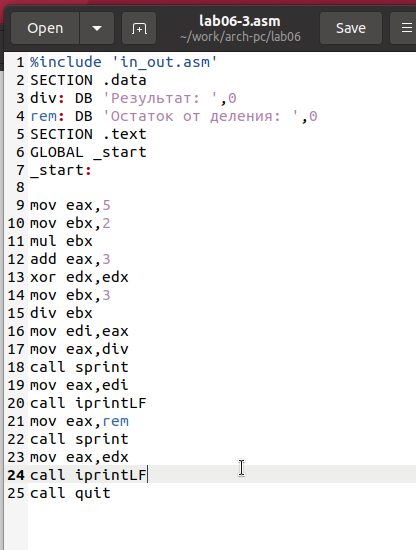 Open lab06-3.asm Save
~/work/arch-pc/lab06
1 %include 'in_out.asm'
2 SECTION .data
3 div: DB 'Результат: ',0
4 rem: DB 'Остаток от деления: ',0
5 SECTION .text
6 GLOBAL _start
7 _start:
8
9 mov eax,5
10 mov ebx,2
11 mul ebx
12 add eax,3
13 xor edx,edx
14 mov ebx,3
15 div ebx
16 mov edi,eax
17 mov eax,div
18 call sprint
19 mov eax,edi
20 call iprintLF
21 mov eax,rem
22 call sprint
23 mov eax,edx
24 call iprintLF
25 call quit